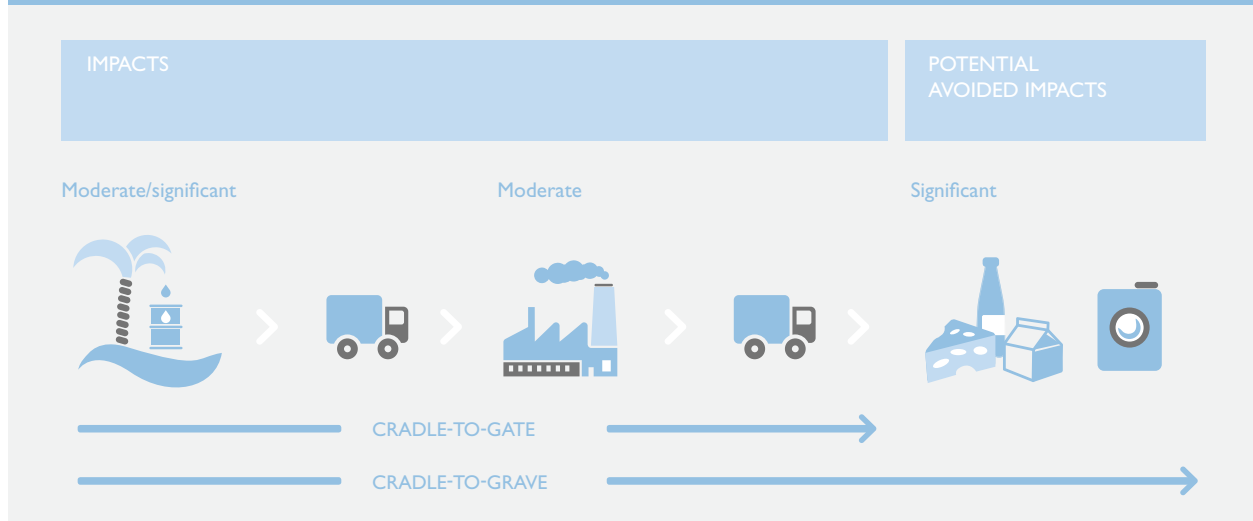 IMPACTS
POTENTIAL
AVOIDED IMPACTS
Moderate/significant
Moderate
Significant
CRADLE-TO-GATE
CRADLE-TO-GRAVE